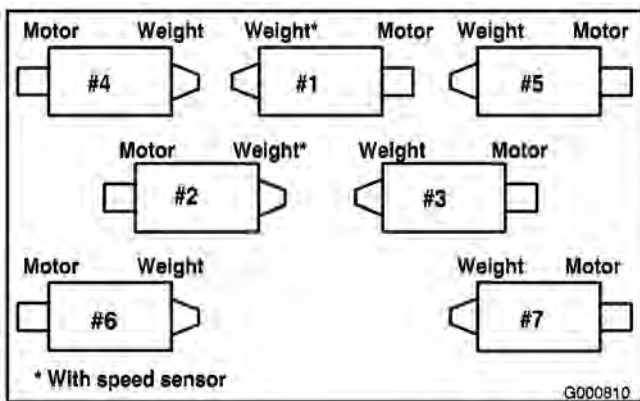 Motor Weight Weight* Motor Weight Motor
#4 #1 #5
Motor Weight* Weight Motor
#2 #3
Motor Weight Weight Motor
#6 #7
* With speed sensor
G000810